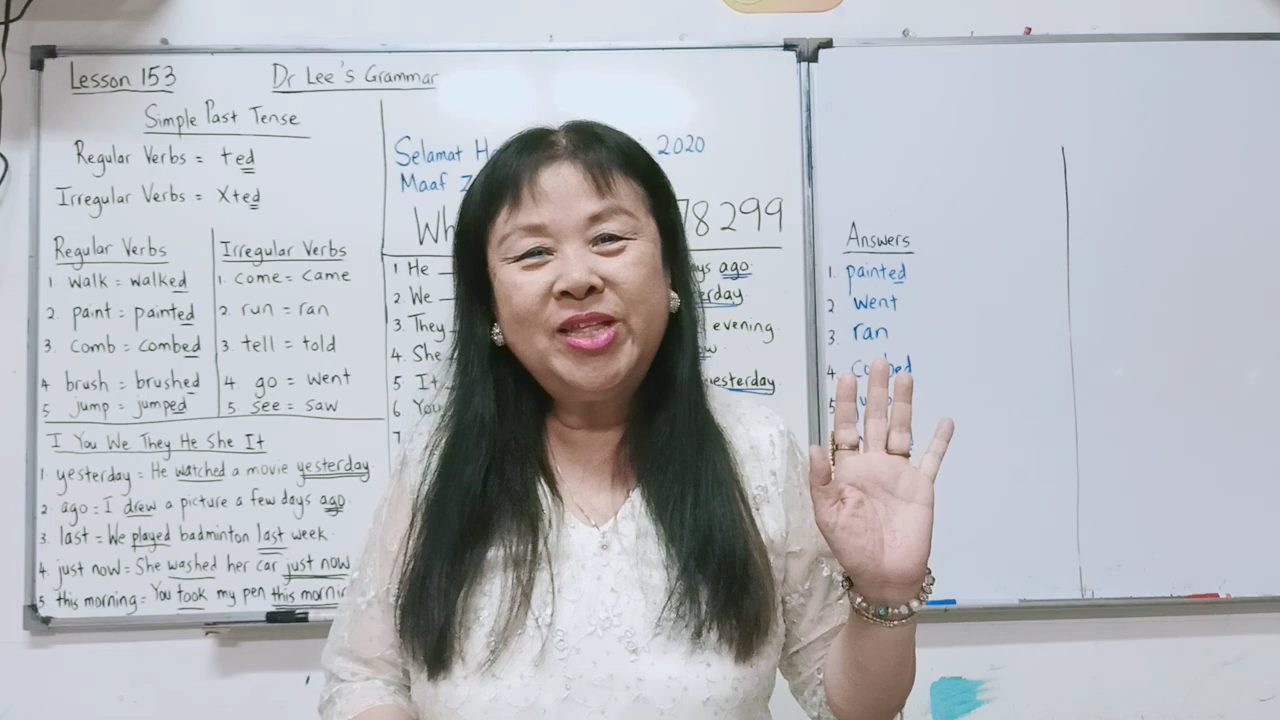 Lesson 153
Dr Lee's Grammar
Simple Past Tense
Regular Verbs = +ed
Irregular Verbs = X+ed
Regular Verbs
1. walk = walked
2. paint = painted
3. comb = combed
4 brush = brushed
5 jump = jumped
Irregular Verbs
1. come = came
2. run = ran
3. tell = told
4. go = went
5. see = saw
I You We They He She It
1. yesterday = He watched a movie yesterday.
2. ago = I drew a picture a few days ago
3. last = We played badminton last week.
4. just now = She washed her car just now
5. this morning = You took my pen this
Selamat 2020
Maaf
78299
1 He ago.
2. We
3. They evening.
4. She
5 It yesterday.
6 You
7
Answers
1. painted
2 went
3 ran
4.
5